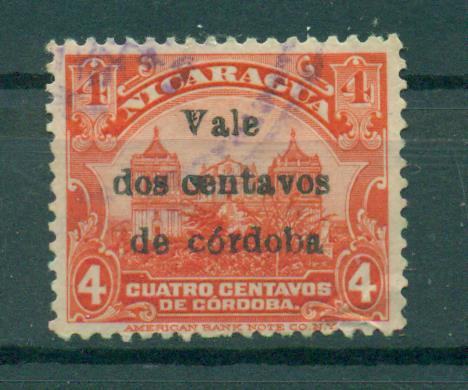 4 NICARAGUA 4
Vale
dos centavos
de córdoba
4 CUATRO CENTAVOS 4
DE CÓRDOBA.
AMERICAN BANK NOTE CO. N.Y.